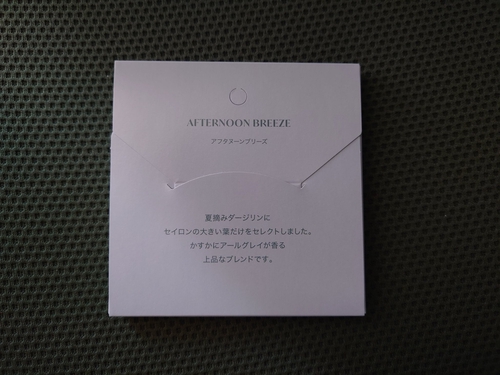 AFTERNOON BREEZE
アフタヌーンブリーズ
夏摘みダージリンに
セイロンの大きい葉だけをセレクトしました。
かすかにアールグレイが香る
上品なブレンドです。